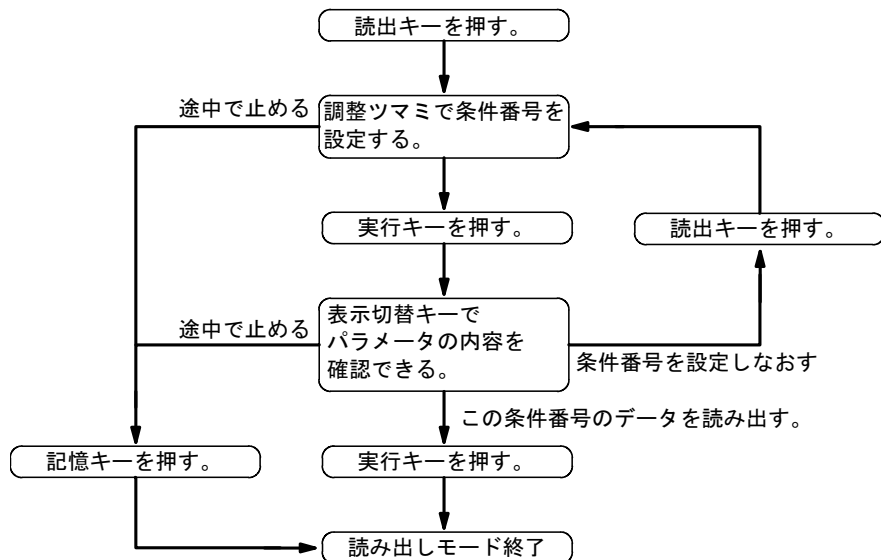 読出キーを押す。
途中で止める
調整ツマミで条件番号を
設定する。
実行キーを押す。
読出キーを押す。
途中で止める
表示切替キーで
パラメータの内容を
確認できる。
条件番号を設定しなおす
この条件番号のデータを読み出す。
記憶キーを押す。
実行キーを押す。
読み出しモード終了